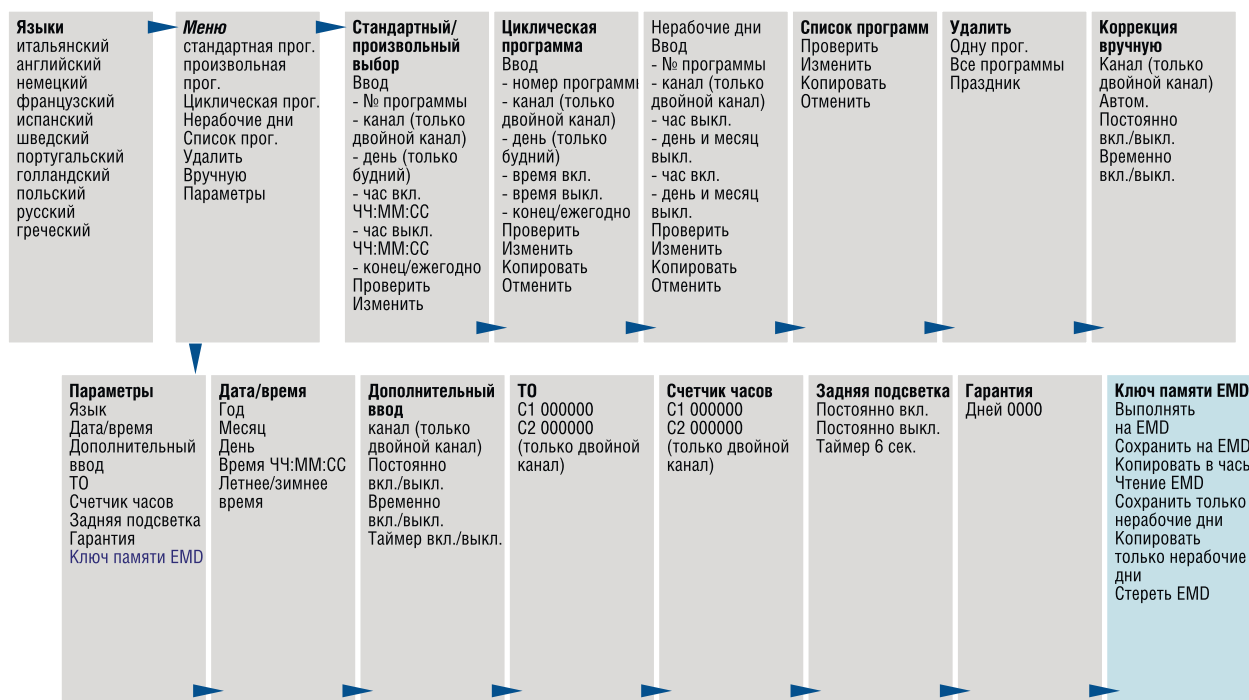 Языки
итальянский
английский
немецкий
французский
испанский
шведский
португальский
голландский
польский
русский
греческий
Меню
стандартная прог.
произвольная
прог.
Циклическая прог.
Нерабочие дни
Список прог.
Удалить
Вручную
Параметры
Стандартный/
произвольный
выбор
Ввод
- № программы
- канал (только
двойной канал)
- день (только
будний)
- час вкл.
ЧЧ:ММ:СС
- час выкл.
ЧЧ:ММ:СС
- конец/ежегодно
Проверить
Изменить
Циклическая
программа
Ввод
- номер программы
- канал (только
двойной канал)
- день (только
будний)
- время вкл.
- время выкл.
- конец/ежегодно
Проверить
Изменить
Копировать
Отменить
Нерабочие дни
Ввод
- № программы
- канал (только
двойной канал)
- час выкл.
- день и месяц
выкл.
- час вкл.
- день и месяц
выкл.
Проверить
Изменить
Копировать
Отменить
Список программ
Проверить
Изменить
Копировать
Отменить
Удалить
Одну прог.
Все программы
Праздник
Коррекция
вручную
Канал (только
двойной канал)
Автом.
Постоянно
вкл./выкл.
Временно
вкл./выкл.
Параметры
Язык
Дата/время
Дополнительный
ввод
ТО
Счетчик часов
Задняя подсветка
Гарантия
Ключ памяти EMD
Дата/время
Год
Месяц
День
Время ЧЧ:ММ:СС
Летнее/зимнее
время
Дополнительный
ввод
канал (только
двойной канал)
Постоянно
вкл./выкл.
Временно
вкл./выкл.
Таймер вкл./выкл.
ТО
C1 000000
C2 000000
(только двойной
канал)
Счетчик часов
C1 000000
C2 000000
(только двойной
канал)
Задняя подсветка
Постоянно вкл.
Постоянно выкл.
Таймер 6 сек.
Гарантия
Дней 0000
Ключ памяти EMD
Выполнять
на EMD
Сохранить на EMD
Копировать в часы
Чтение EMD
Сохранить только
нерабочие дни
Копировать
только нерабочие
дни
Стереть EMD